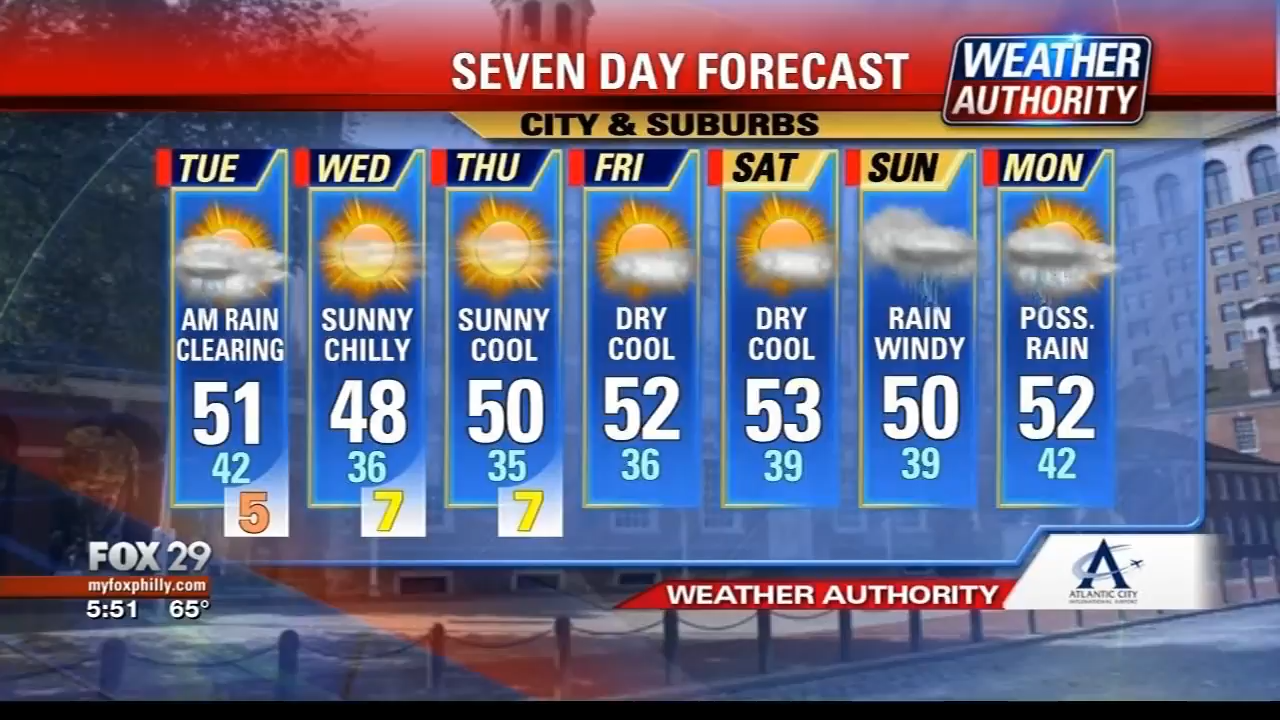 SEVEN DAY FORECAST
WEATHER
AUTHORITY
CITY & SUBURBS
TUE
AM RAIN
CLEARING
51
42
5
WED
SUNNY
CHILLY
48
36
7
THU
SUNNY
COOL
50
35
7
FRI
DRY
COOL
52
36
SAT
DRY
COOL
53
39
SUN
RAIN
WINDY
50
39
MON
POSS.
RAIN
52
42
FOX 29
myfoxphilly.com
5:51 65°
WEATHER AUTHORITY
A
ATLANTIC CITY
INTERNATIONAL AIRPORT